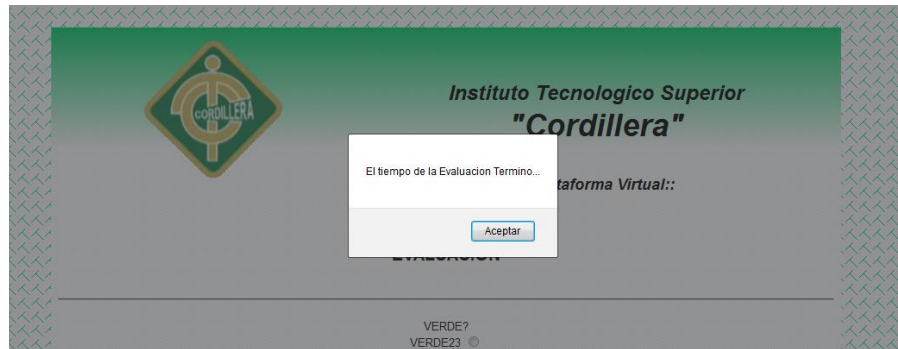 CORDILLERA
Instituto Tecnologico Superior
"Cordillera"
El tiempo de la Evaluacion Termino...
taforma Virtual::
Aceptar
VERDE?
VERDE23